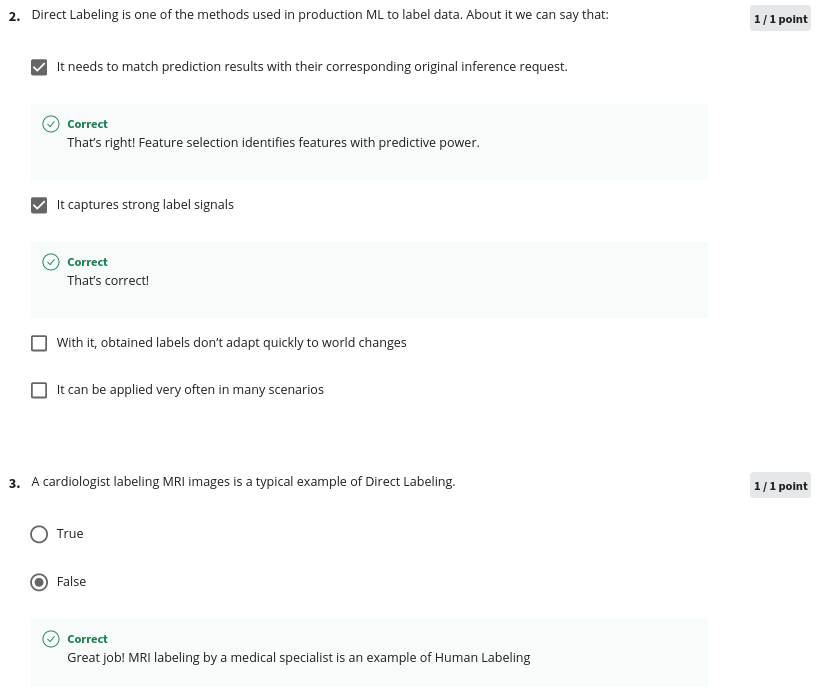 2. Direct Labeling is one of the methods used in production ML to label data. About it we can say that:
1 / 1 point
It needs to match prediction results with their corresponding original inference request.
Correct
That's right! Feature selection identifies features with predictive power.
It captures strong label signals
Correct
That's correct!
With it, obtained labels don't adapt quickly to world changes
It can be applied very often in many scenarios
3. A cardiologist labeling MRI images is a typical example of Direct Labeling.
1 / 1 point
True
False
Correct
Great job! MRI labeling by a medical specialist is an example of Human Labeling